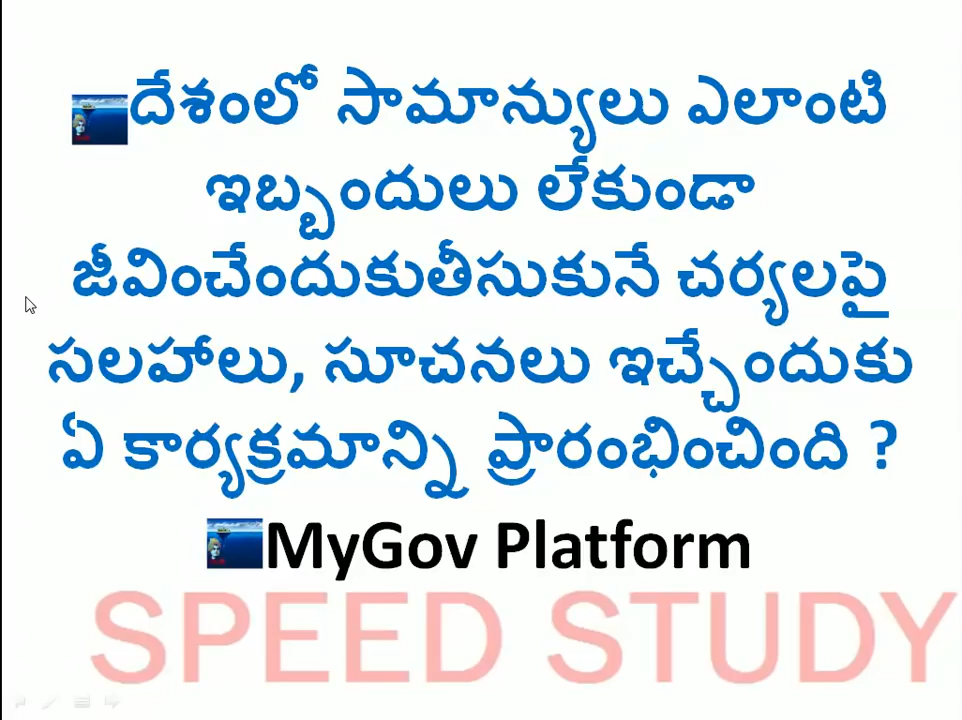 దేశంలో సామాన్యులు ఎలాంటి
ఇబ్బందులు లేకుండా
జీవించేందుకుతీసుకునే చర్యలపై
సలహాలు, సూచనలు ఇచ్చేందుకు
ఏ కార్యక్రమాన్ని ప్రారంభించింది ?
MyGov Platform
SPEED STUDY